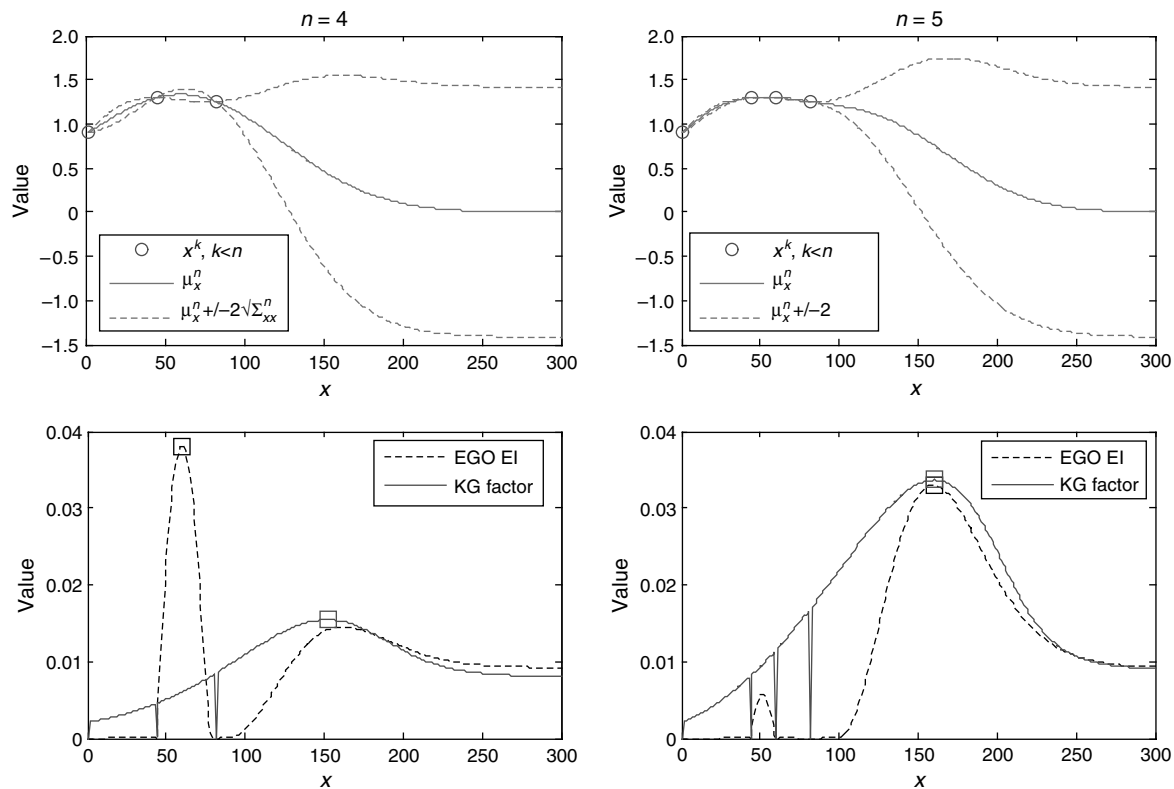 n = 4
2.0
1.5
1.0
0.5
0
−0.5
−1.0
−1.5
Value
x^k, k<n
μ_x^n
μ_x^n+/−2√Σ_xx^n
0 50 100 150 200 250 300
x
n = 5
2.0
1.5
1.0
0.5
0
−0.5
−1.0
−1.5
Value
x^k, k<n
μ_x^n
μ_x^n+/−2
0 50 100 150 200 250 300
x
0.04
0.03
0.02
0.01
0
Value
EGO EI
KG factor
0 50 100 150 200 250 300
x
0.04
0.03
0.02
0.01
0
Value
EGO EI
KG factor
0 50 100 150 200 250 300
x